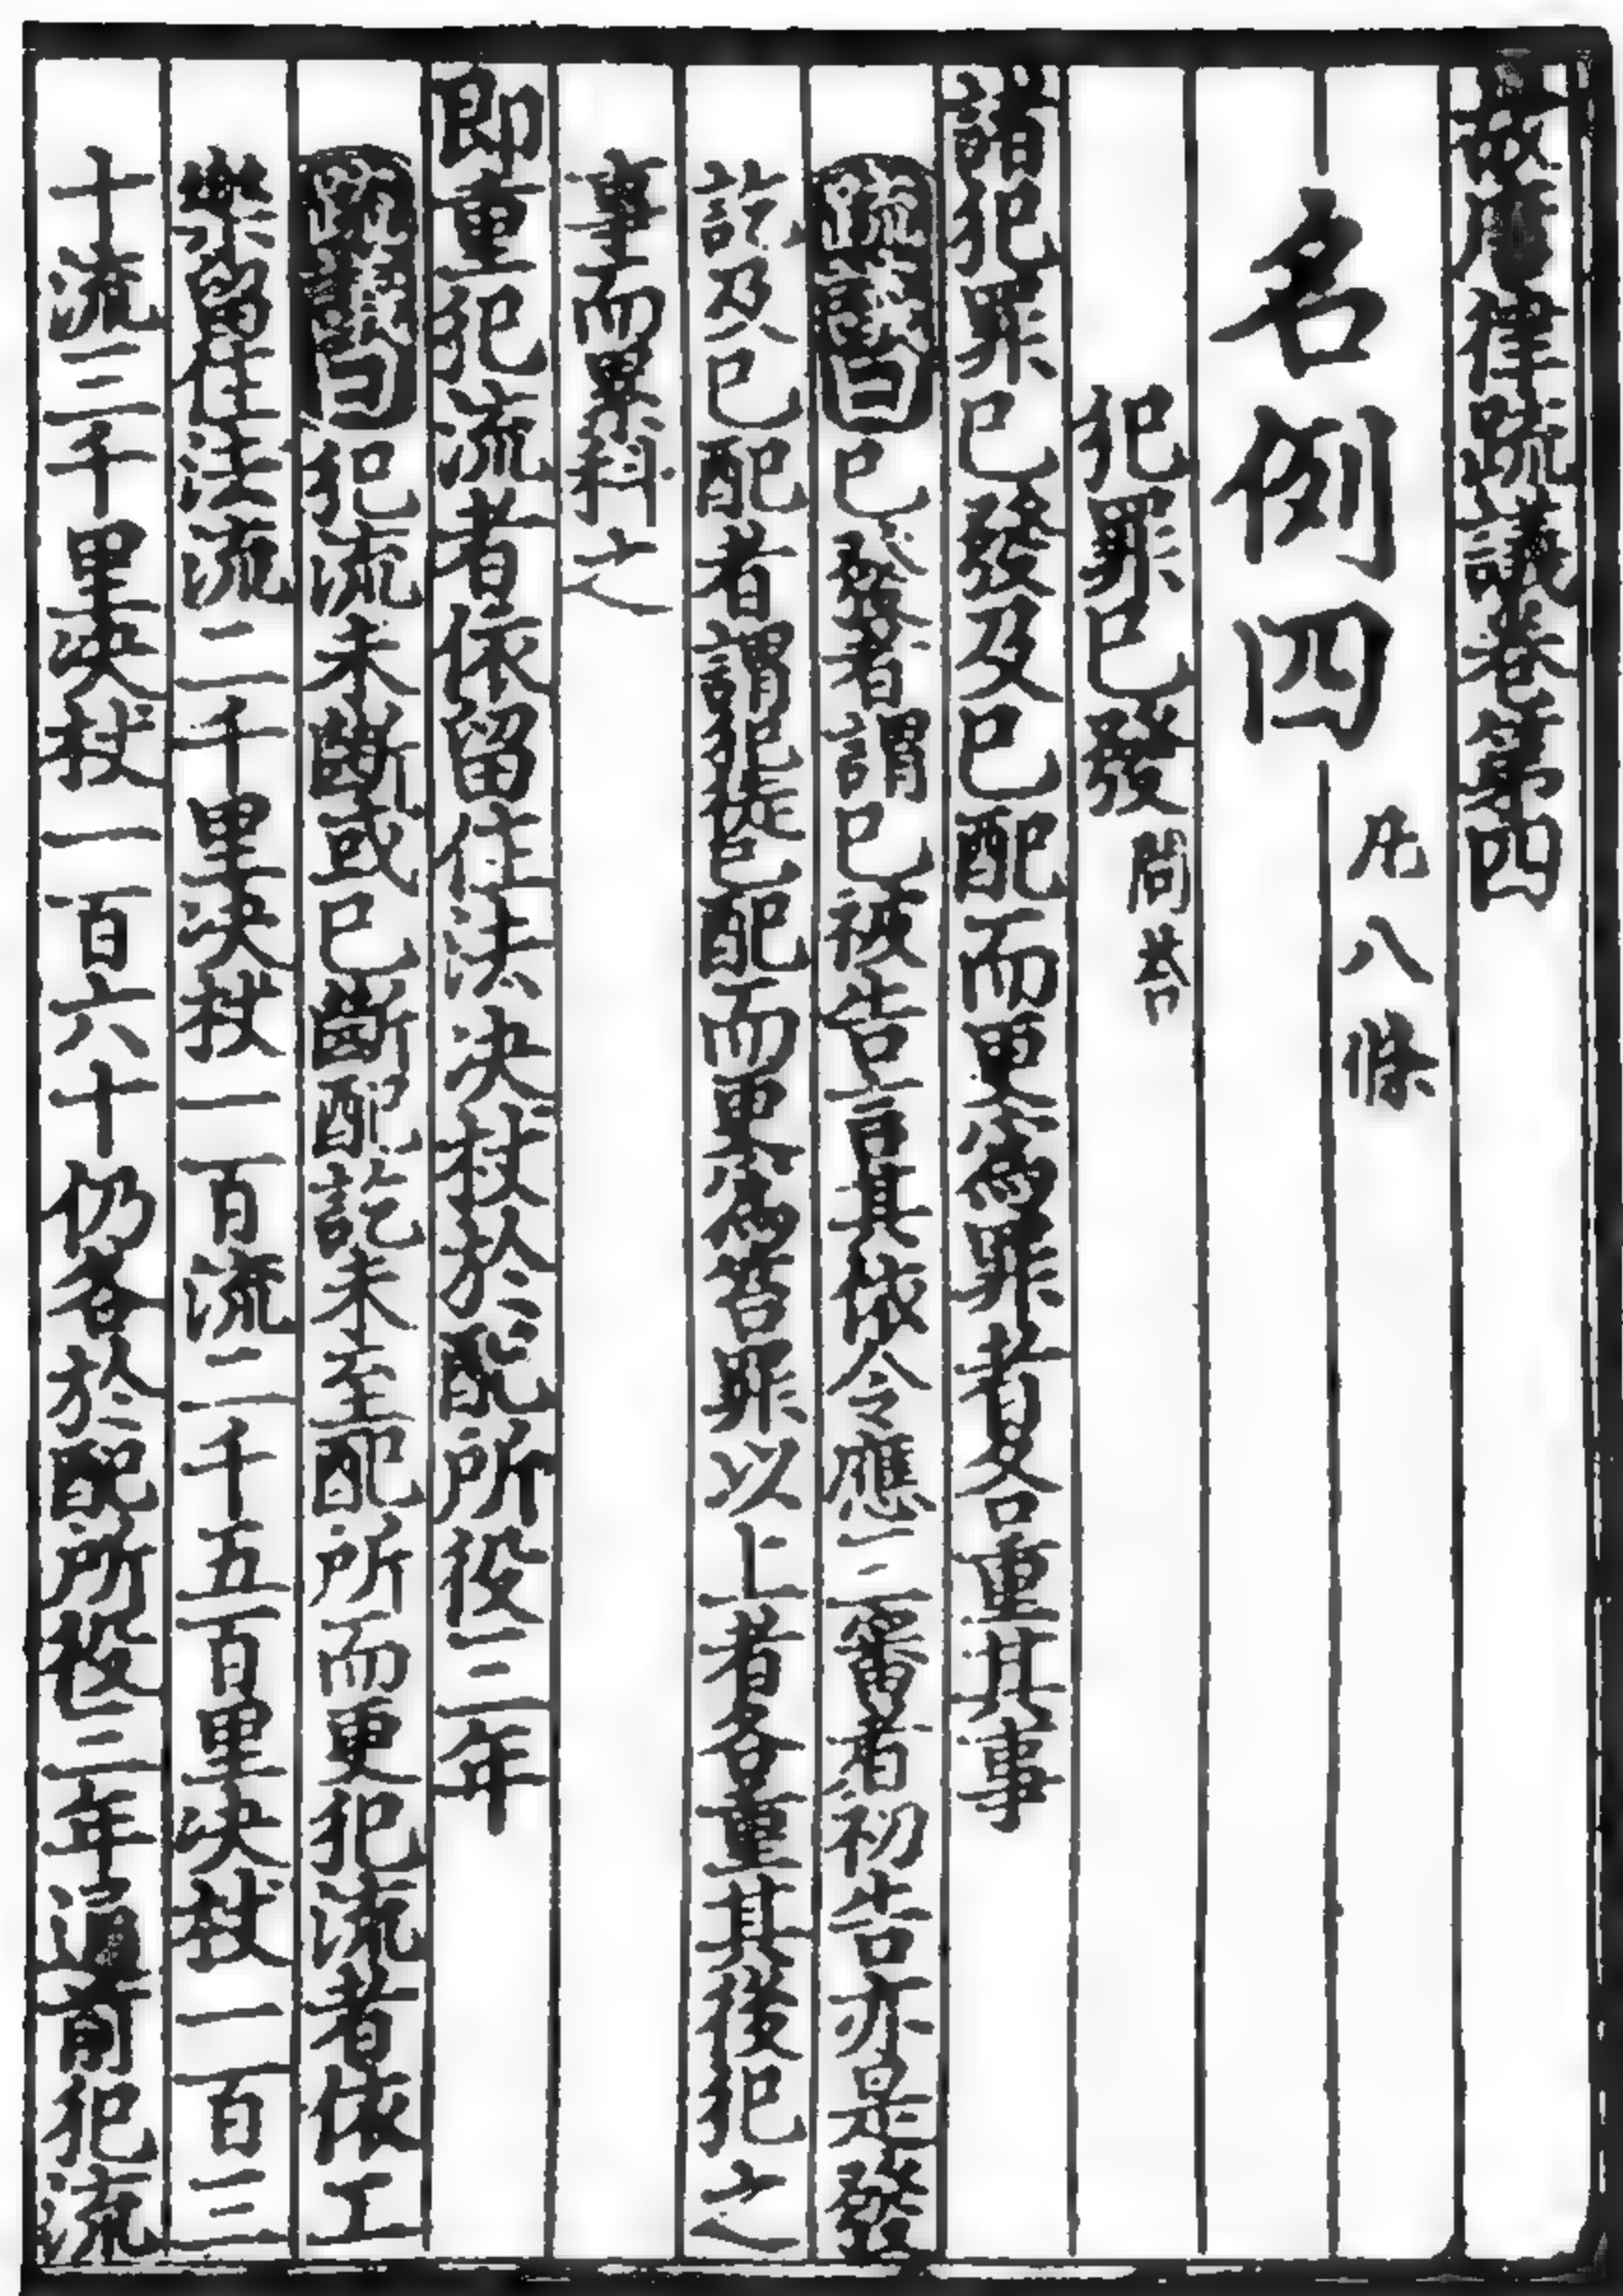 故唐律疏議卷第四
名例四 凡八條
犯罪已發 問荅
諸犯罪已發及已配而更為罪者各重其事
疏議曰已發者謂已被告言其依令應三審者初告亦是發
訖及已配者謂犯徒已配而更為笞罪以上者各重其後犯之
事而累科之
即重犯流者依留住法決杖於配所役三年
疏議曰犯流未斷或已斷配訖未至配所而更犯流者依工
樂留住法流二千里決杖一百流二千五百里決杖一百三
十流三千里決杖一百六十仍各於配所役三年通前犯流